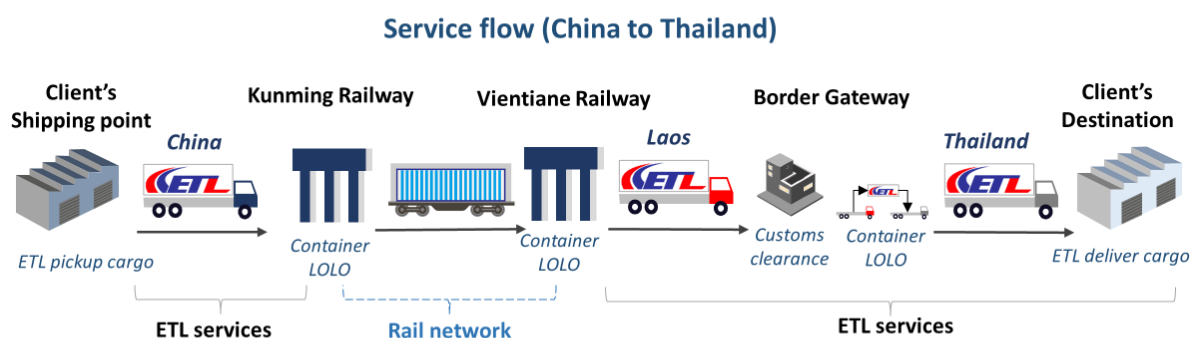 Service flow (China to Thailand)
Client's
Shipping point
Kunming Railway
Vientiane Railway
Border Gateway
Client's
Destination
China
Laos
Thailand
ETL
ETL
ETL
ETL
ETL pickup cargo
Container
LOLO
Container
LOLO
Customs
clearance
Container
LOLO
ETL deliver cargo
ETL services
Rail network
ETL services